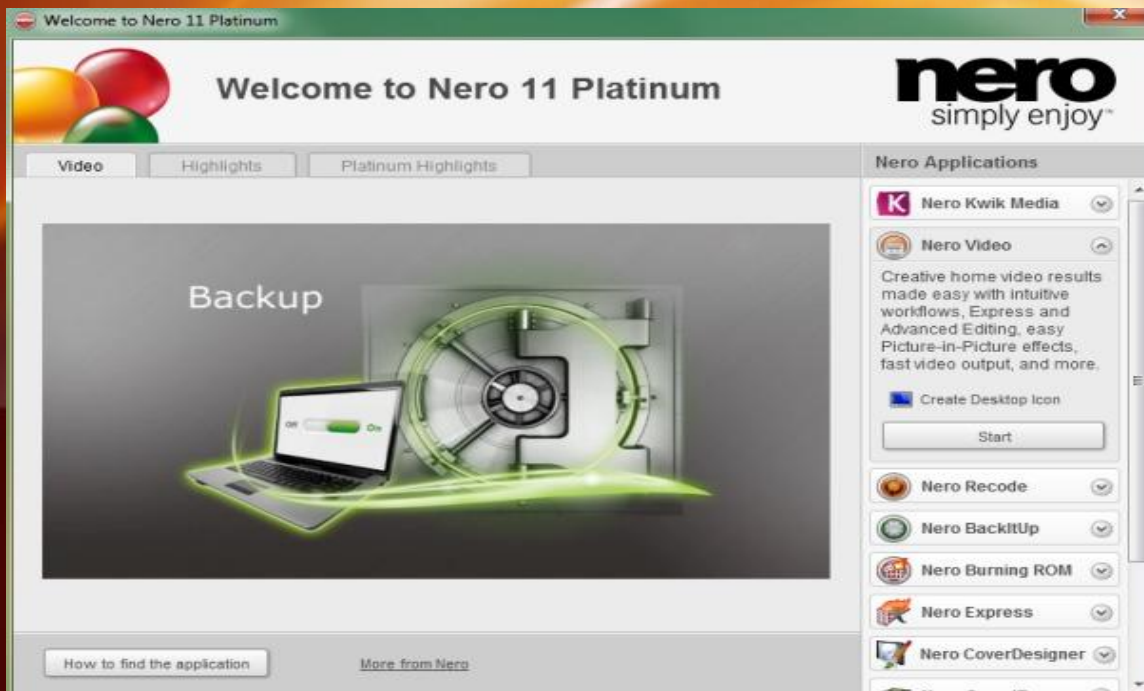 Welcome to Nero 11 Platinum
Welcome to Nero 11 Platinum
nero
simply enjoy™
Video
Highlights
Platinum Highlights
Nero Applications
K
Nero Kwik Media
Backup
Off
On
Nero Video
Creative home video results
made easy with intuitive
workflows, Express and
Advanced Editing, easy
Picture-in-Picture effects,
fast video output, and more.
Create Desktop Icon
Start
Nero Recode
Nero BackItUp
Nero Burning ROM
Nero Express
Nero CoverDesigner
How to find the application
More from Nero